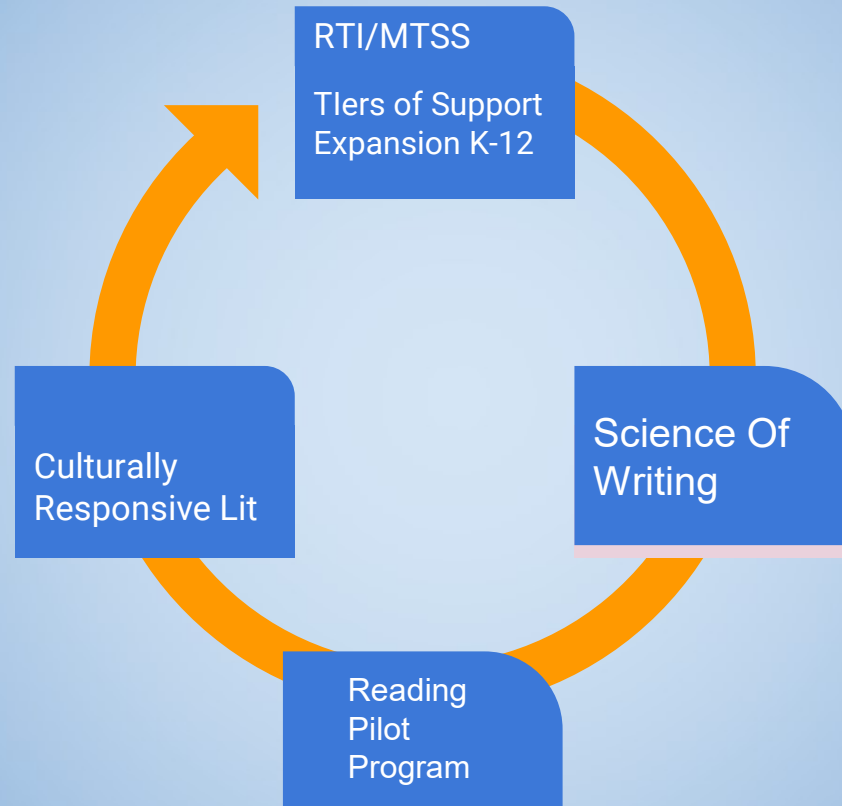 RTI/MTSS
TIers of Support
Expansion K-12
Science Of
Writing
Reading
Pilot
Program
Culturally
Responsive Lit